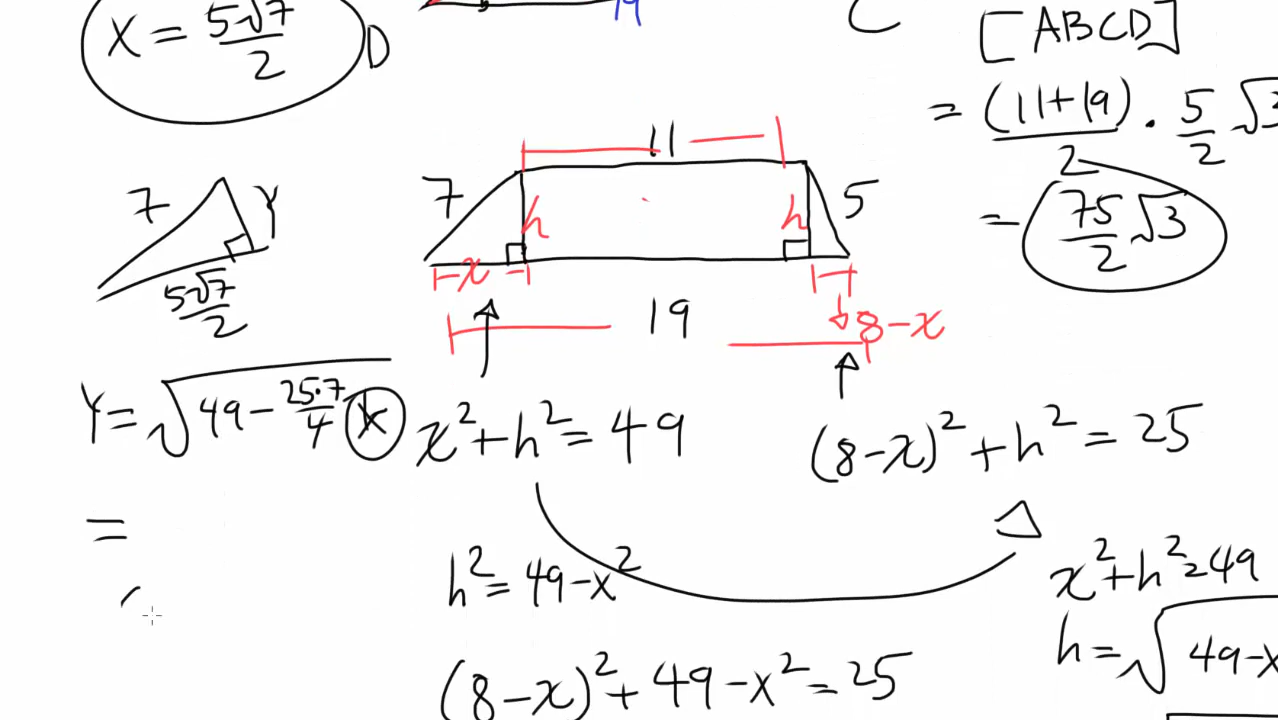 X = 5√7/2
D
19
C
[ABCD]
= (11+19)/2 · 5/2 √3
= 75/2 √3
7
Y
5√7/2
11
7
h
h
5
x
19
8-x
Y = √49 - 25·7/4
x² + h² = 49
(8-x)² + h² = 25
=
h² = 49 - x²
x² + h² = 49
h = √49-x
(8-x)² + 49 - x² = 25